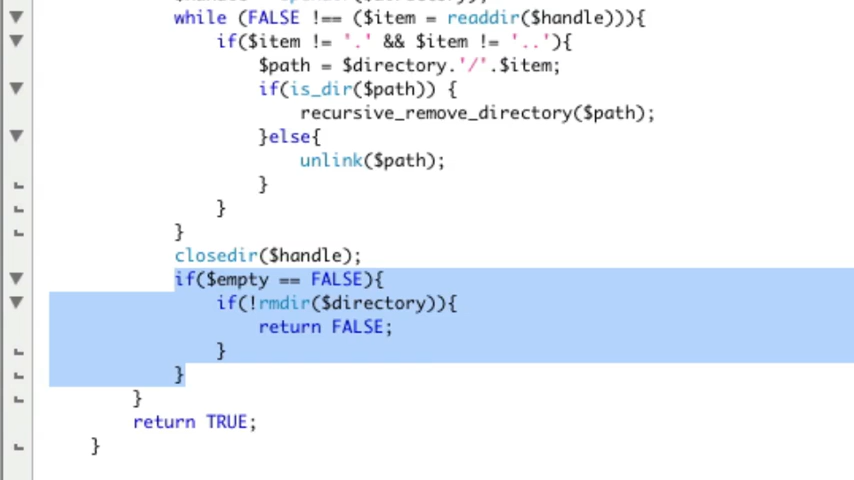 while (FALSE !== ($item = readdir($handle))){
if($item != '.' && $item != '..'){
$path = $directory.'/'.$item;
if(is_dir($path)) {
recursive_remove_directory($path);
}else{
unlink($path);
}
}
}
closedir($handle);
if($empty == FALSE){
if(!rmdir($directory)){
return FALSE;
}
}
}
return TRUE;
}